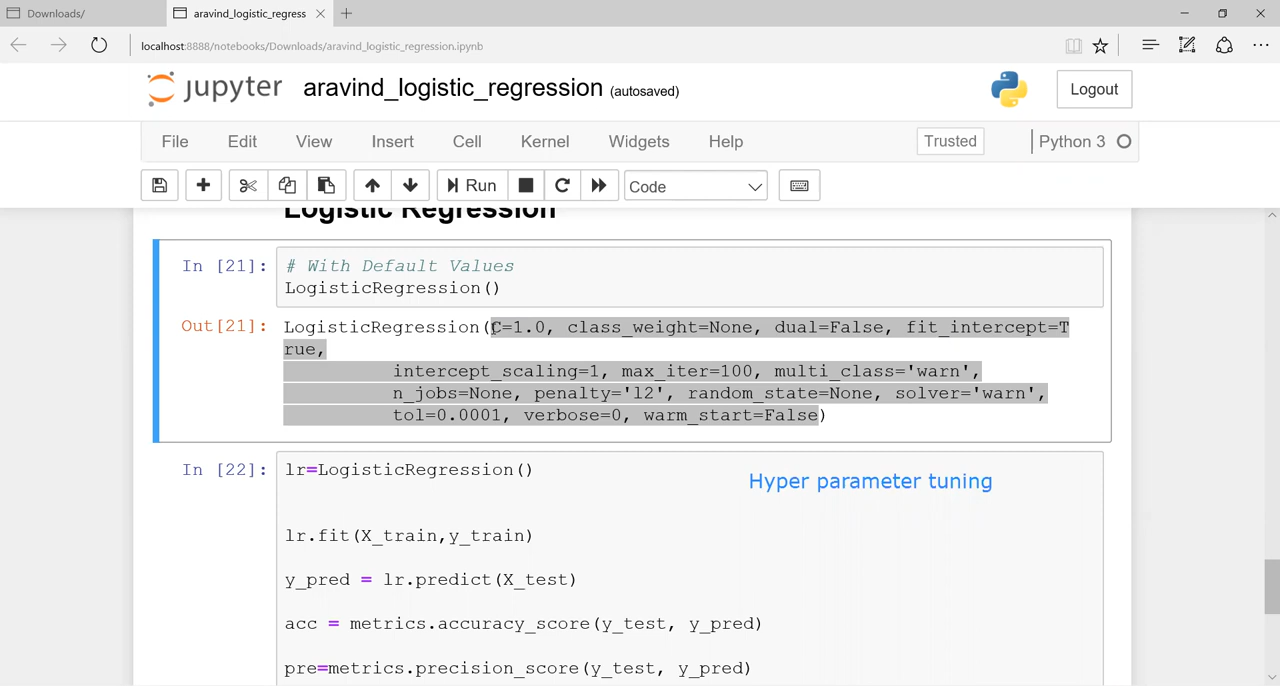 Downloads/
aravind_logistic_regress
localhost:8888/notebooks/Downloads/aravind_logistic_regression.ipynb
jupyter aravind_logistic_regression (autosaved)
Logout
File Edit View Insert Cell Kernel Widgets Help Trusted Python 3
Run Code
Logistic Regression
In [21]: # With Default Values
LogisticRegression()
Out[21]: LogisticRegression(C=1.0, class_weight=None, dual=False, fit_intercept=T
rue,
intercept_scaling=1, max_iter=100, multi_class='warn',
n_jobs=None, penalty='l2', random_state=None, solver='warn',
tol=0.0001, verbose=0, warm_start=False)
In [22]: lr=LogisticRegression()
Hyper parameter tuning
lr.fit(X_train,y_train)
y_pred = lr.predict(X_test)
acc = metrics.accuracy_score(y_test, y_pred)
pre=metrics.precision_score(y_test, y_pred)